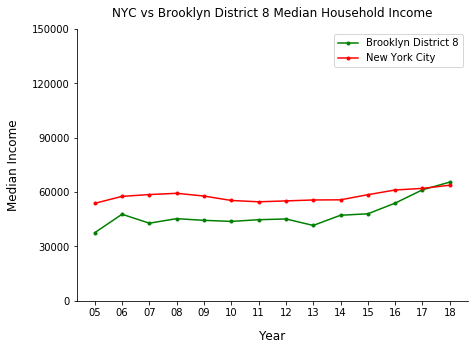 NYC vs Brooklyn District 8 Median Household Income
150000
120000
90000
60000
30000
0
Median Income
Brooklyn District 8
New York City
05 06 07 08 09 10 11 12 13 14 15 16 17 18
Year